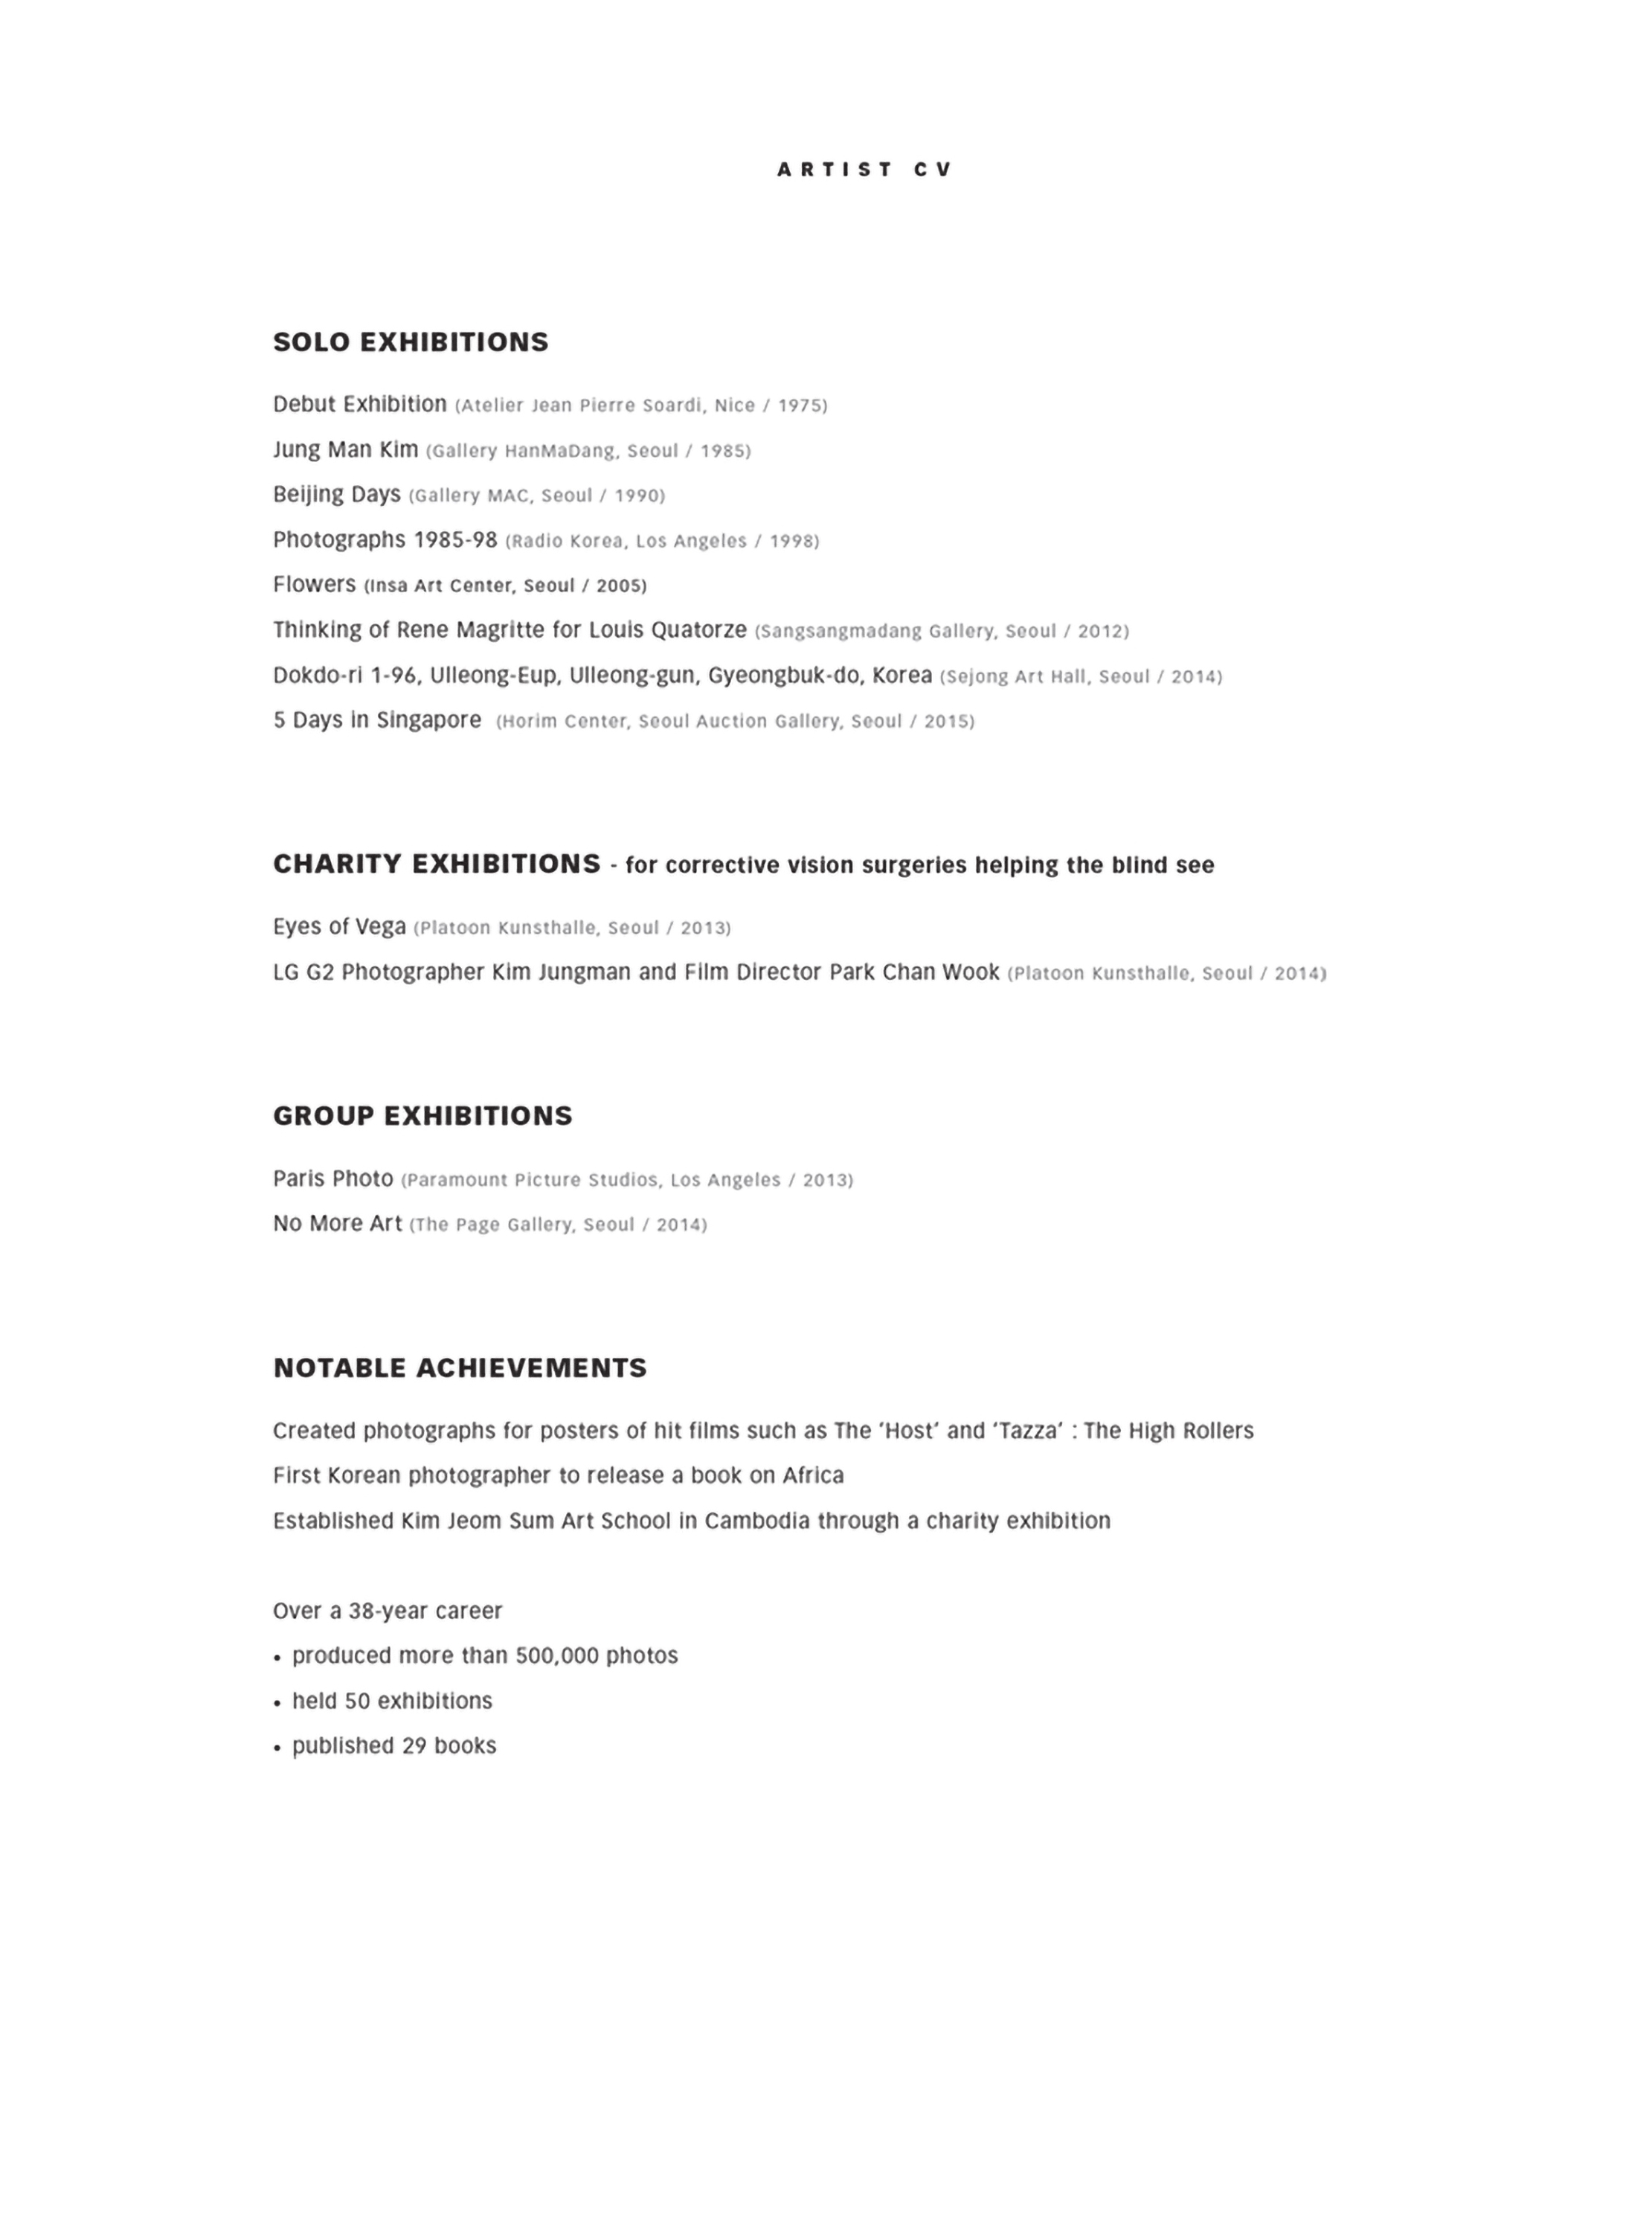 ARTIST CV
SOLO EXHIBITIONS
Debut Exhibition (Atelier Jean Pierre Soardi, Nice / 1975)
Jung Man Kim (Gallery HanMaDang, Seoul / 1985)
Beijing Days (Gallery MAC, Seoul / 1990)
Photographs 1985-98 (Radio Korea, Los Angeles / 1998)
Flowers (Insa Art Center, Seoul / 2005)
Thinking of Rene Magritte for Louis Quatorze (Sangsangmadang Gallery, Seoul / 2012)
Dokdo-ri 1-96, Ulleong-Eup, Ulleong-gun, Gyeongbuk-do, Korea (Sejong Art Hall, Seoul / 2014)
5 Days in Singapore (Horim Center, Seoul Auction Gallery, Seoul / 2015)
CHARITY EXHIBITIONS - for corrective vision surgeries helping the blind see
Eyes of Vega (Platoon Kunsthalle, Seoul / 2013)
LG G2 Photographer Kim Jungman and Film Director Park Chan Wook (Platoon Kunsthalle, Seoul / 2014)
GROUP EXHIBITIONS
Paris Photo (Paramount Picture Studios, Los Angeles / 2013)
No More Art (The Page Gallery, Seoul / 2014)
NOTABLE ACHIEVEMENTS
Created photographs for posters of hit films such as The ‘Host’ and ‘Tazza’ : The High Rollers
First Korean photographer to release a book on Africa
Established Kim Jeom Sum Art School in Cambodia through a charity exhibition
Over a 38-year career
• produced more than 500,000 photos
• held 50 exhibitions
• published 29 books